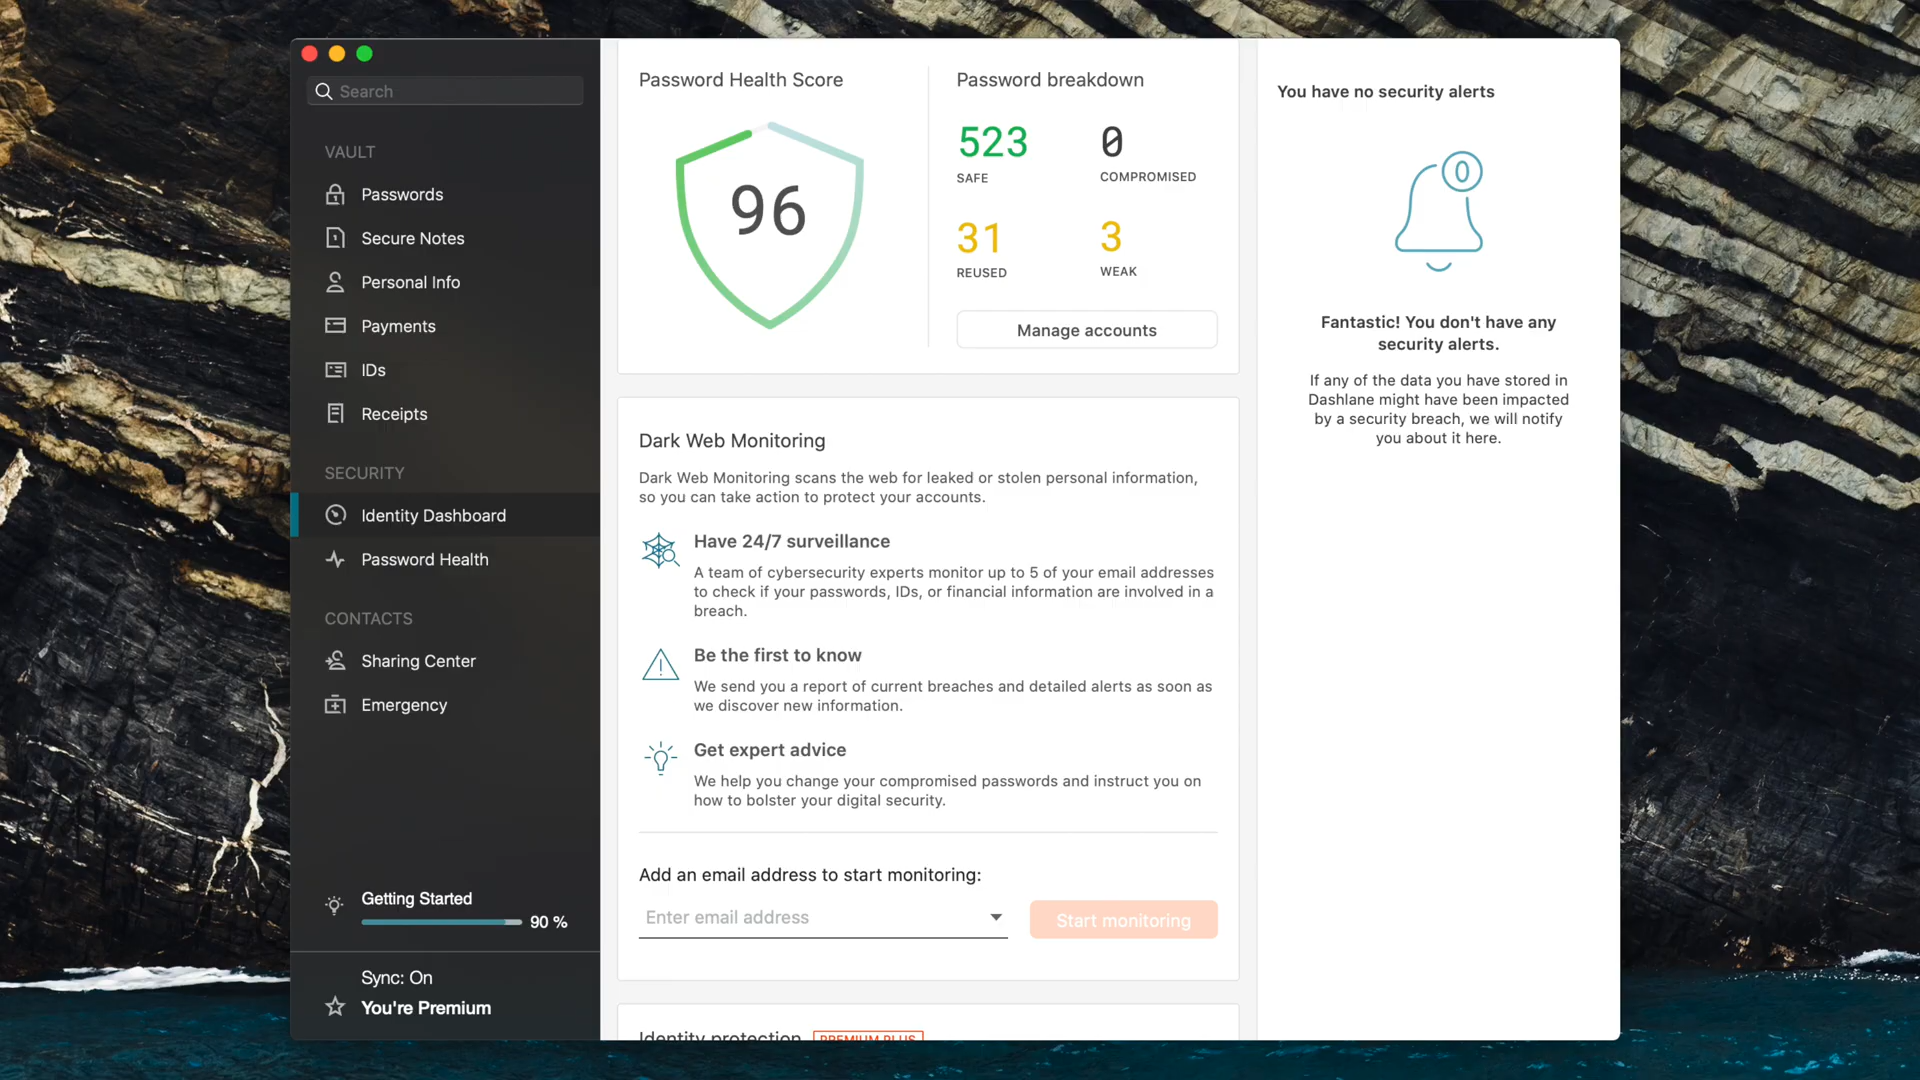 Search
VAULT
Passwords
Secure Notes
Personal Info
Payments
IDs
Receipts
SECURITY
Identity Dashboard
Password Health
CONTACTS
Sharing Center
Emergency
Getting Started
90 %
Sync: On
You're Premium
Password Health Score
96
Password breakdown
523
SAFE
0
COMPROMISED
31
REUSED
3
WEAK
Manage accounts
Dark Web Monitoring
Dark Web Monitoring scans the web for leaked or stolen personal information,
so you can take action to protect your accounts.
Have 24/7 surveillance
A team of cybersecurity experts monitor up to 5 of your email addresses
to check if your passwords, IDs, or financial information are involved in a
breach.
Be the first to know
We send you a report of current breaches and detailed alerts as soon as
we discover new information.
Get expert advice
We help you change your compromised passwords and instruct you on
how to bolster your digital security.
Add an email address to start monitoring:
Enter email address
Start monitoring
Identity protection
PREMIUM PLUS
You have no security alerts
0
Fantastic! You don't have any
security alerts.
If any of the data you have stored in
Dashlane might have been impacted
by a security breach, we will notify
you about it here.